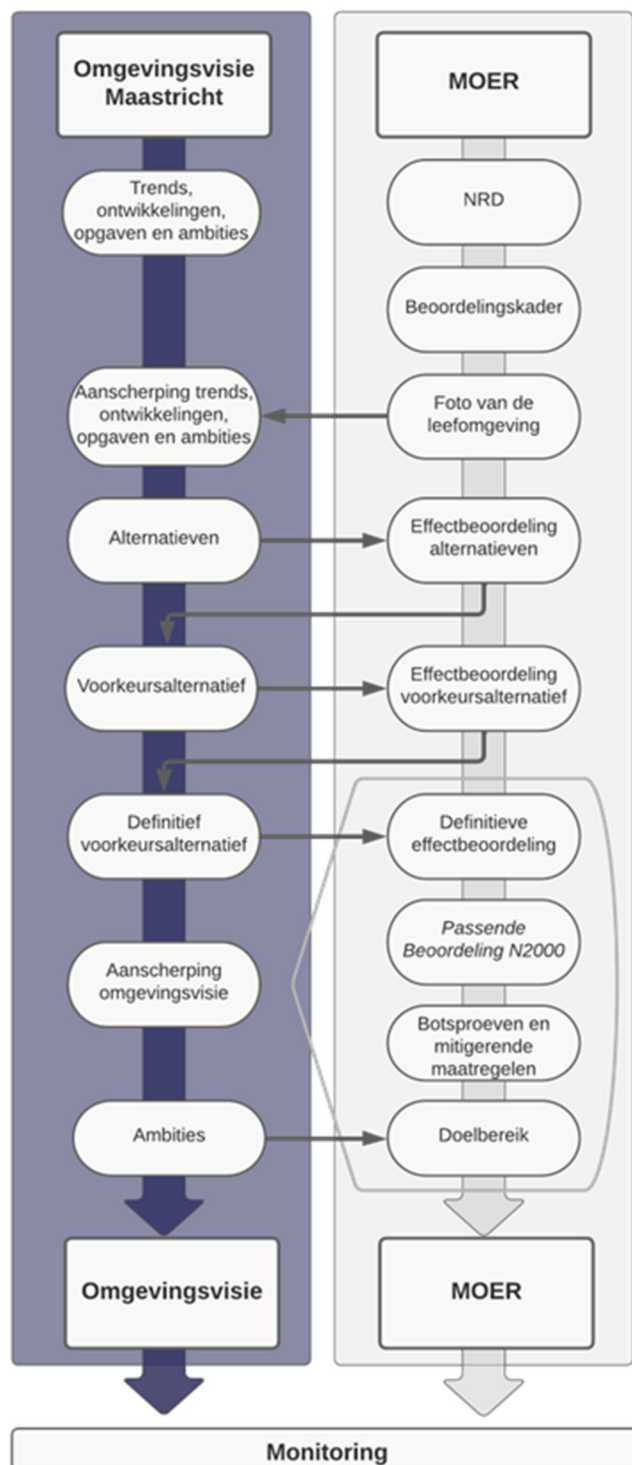 Omgevingsvisie
Maastricht
Trends,
ontwikkelingen,
opgaven en ambities
Aanscherping trends,
ontwikkelingen,
opgaven en ambities
Alternatieven
Voorkeursalternatief
Definitief
voorkeursalternatief
Aanscherping
omgevingsvisie
Ambities
Omgevingsvisie
MOER
NRD
Beoordelingskader
Foto van de
leefomgeving
Effectbeoordeling
alternatieven
Effectbeoordeling
voorkeursalternatief
Definitieve
effectbeoordeling
Passende
Beoordeling N2000
Botsproeven en
mitigerende
maatregelen
Doelbereik
MOER
Monitoring